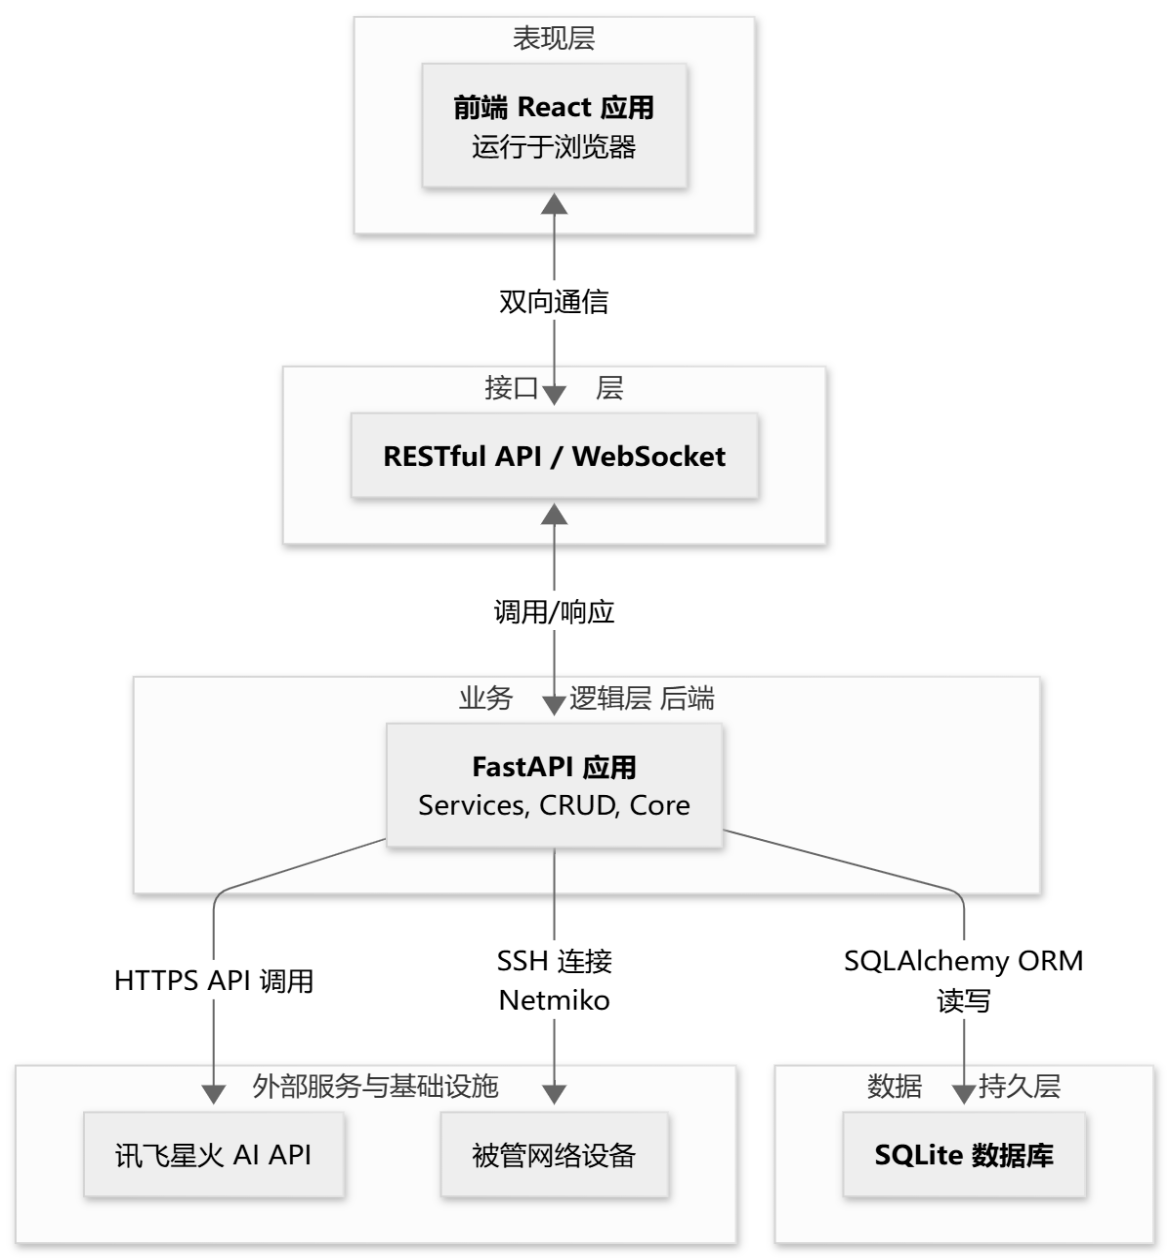 表现层
前端 React 应用
运行于浏览器
双向通信
接口 层
RESTful API / WebSocket
调用/响应
业务 逻辑层 后端
FastAPI 应用
Services, CRUD, Core
HTTPS API 调用
SSH 连接
Netmiko
SQLAlchemy ORM
读写
外部服务与基础设施
讯飞星火 AI API
被管网络设备
数据 持久层
SQLite 数据库